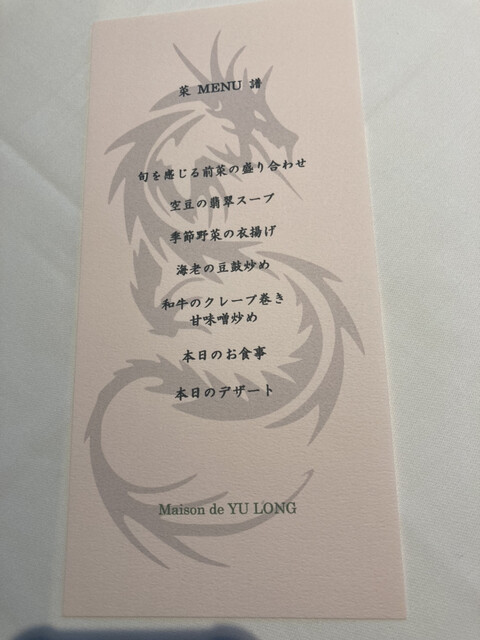 菜 MENU 譜
旬を感じる前菜の盛り合わせ
空豆の翡翠スープ
季節野菜の衣揚げ
海老の豆鼓炒め
和牛のクレープ巻き
甘味噌炒め
本日のお食事
本日のデザート
Maison de YU LONG